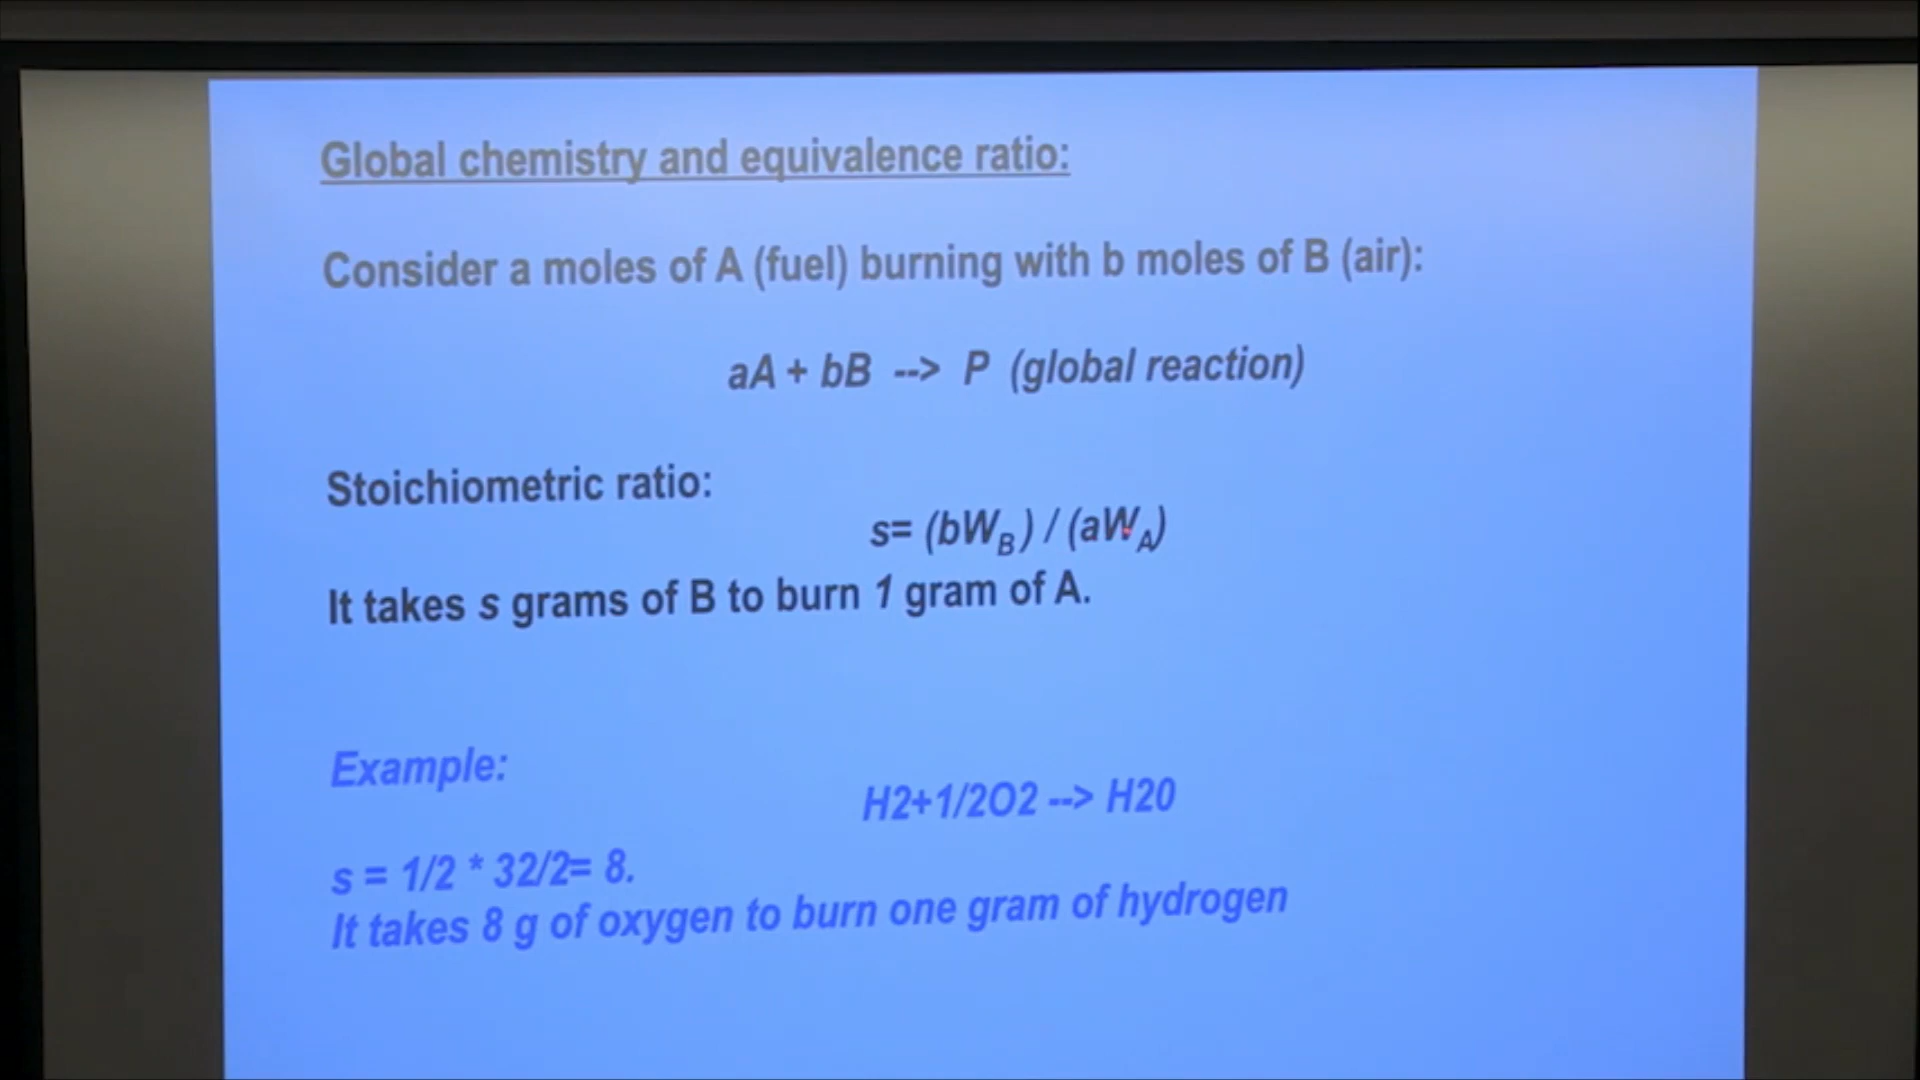 Global chemistry and equivalence ratio:
Consider a moles of A (fuel) burning with b moles of B (air):
aA + bB --> P (global reaction)
Stoichiometric ratio:
s= (bW_B) / (aW_A)
It takes s grams of B to burn 1 gram of A.
Example:
H2+1/2O2 --> H20
s = 1/2 * 32/2= 8.
It takes 8 g of oxygen to burn one gram of hydrogen